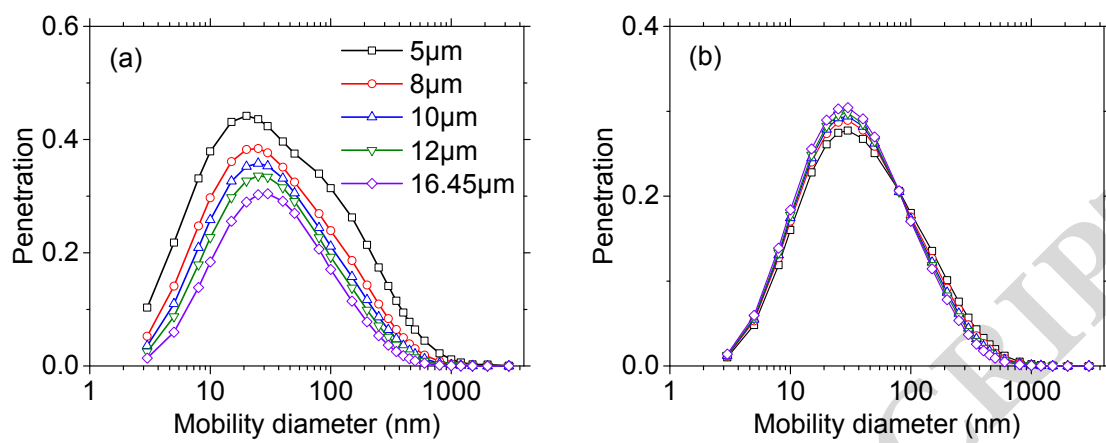 (a)
5µm
8µm
10µm
12µm
16.45µm
0.6
0.4
0.2
0.0
Penetration
1 10 100 1000
Mobility diameter (nm)
(b)
0.4
0.2
0.0
Penetration
1 10 100 1000
Mobility diameter (nm)
CRIP